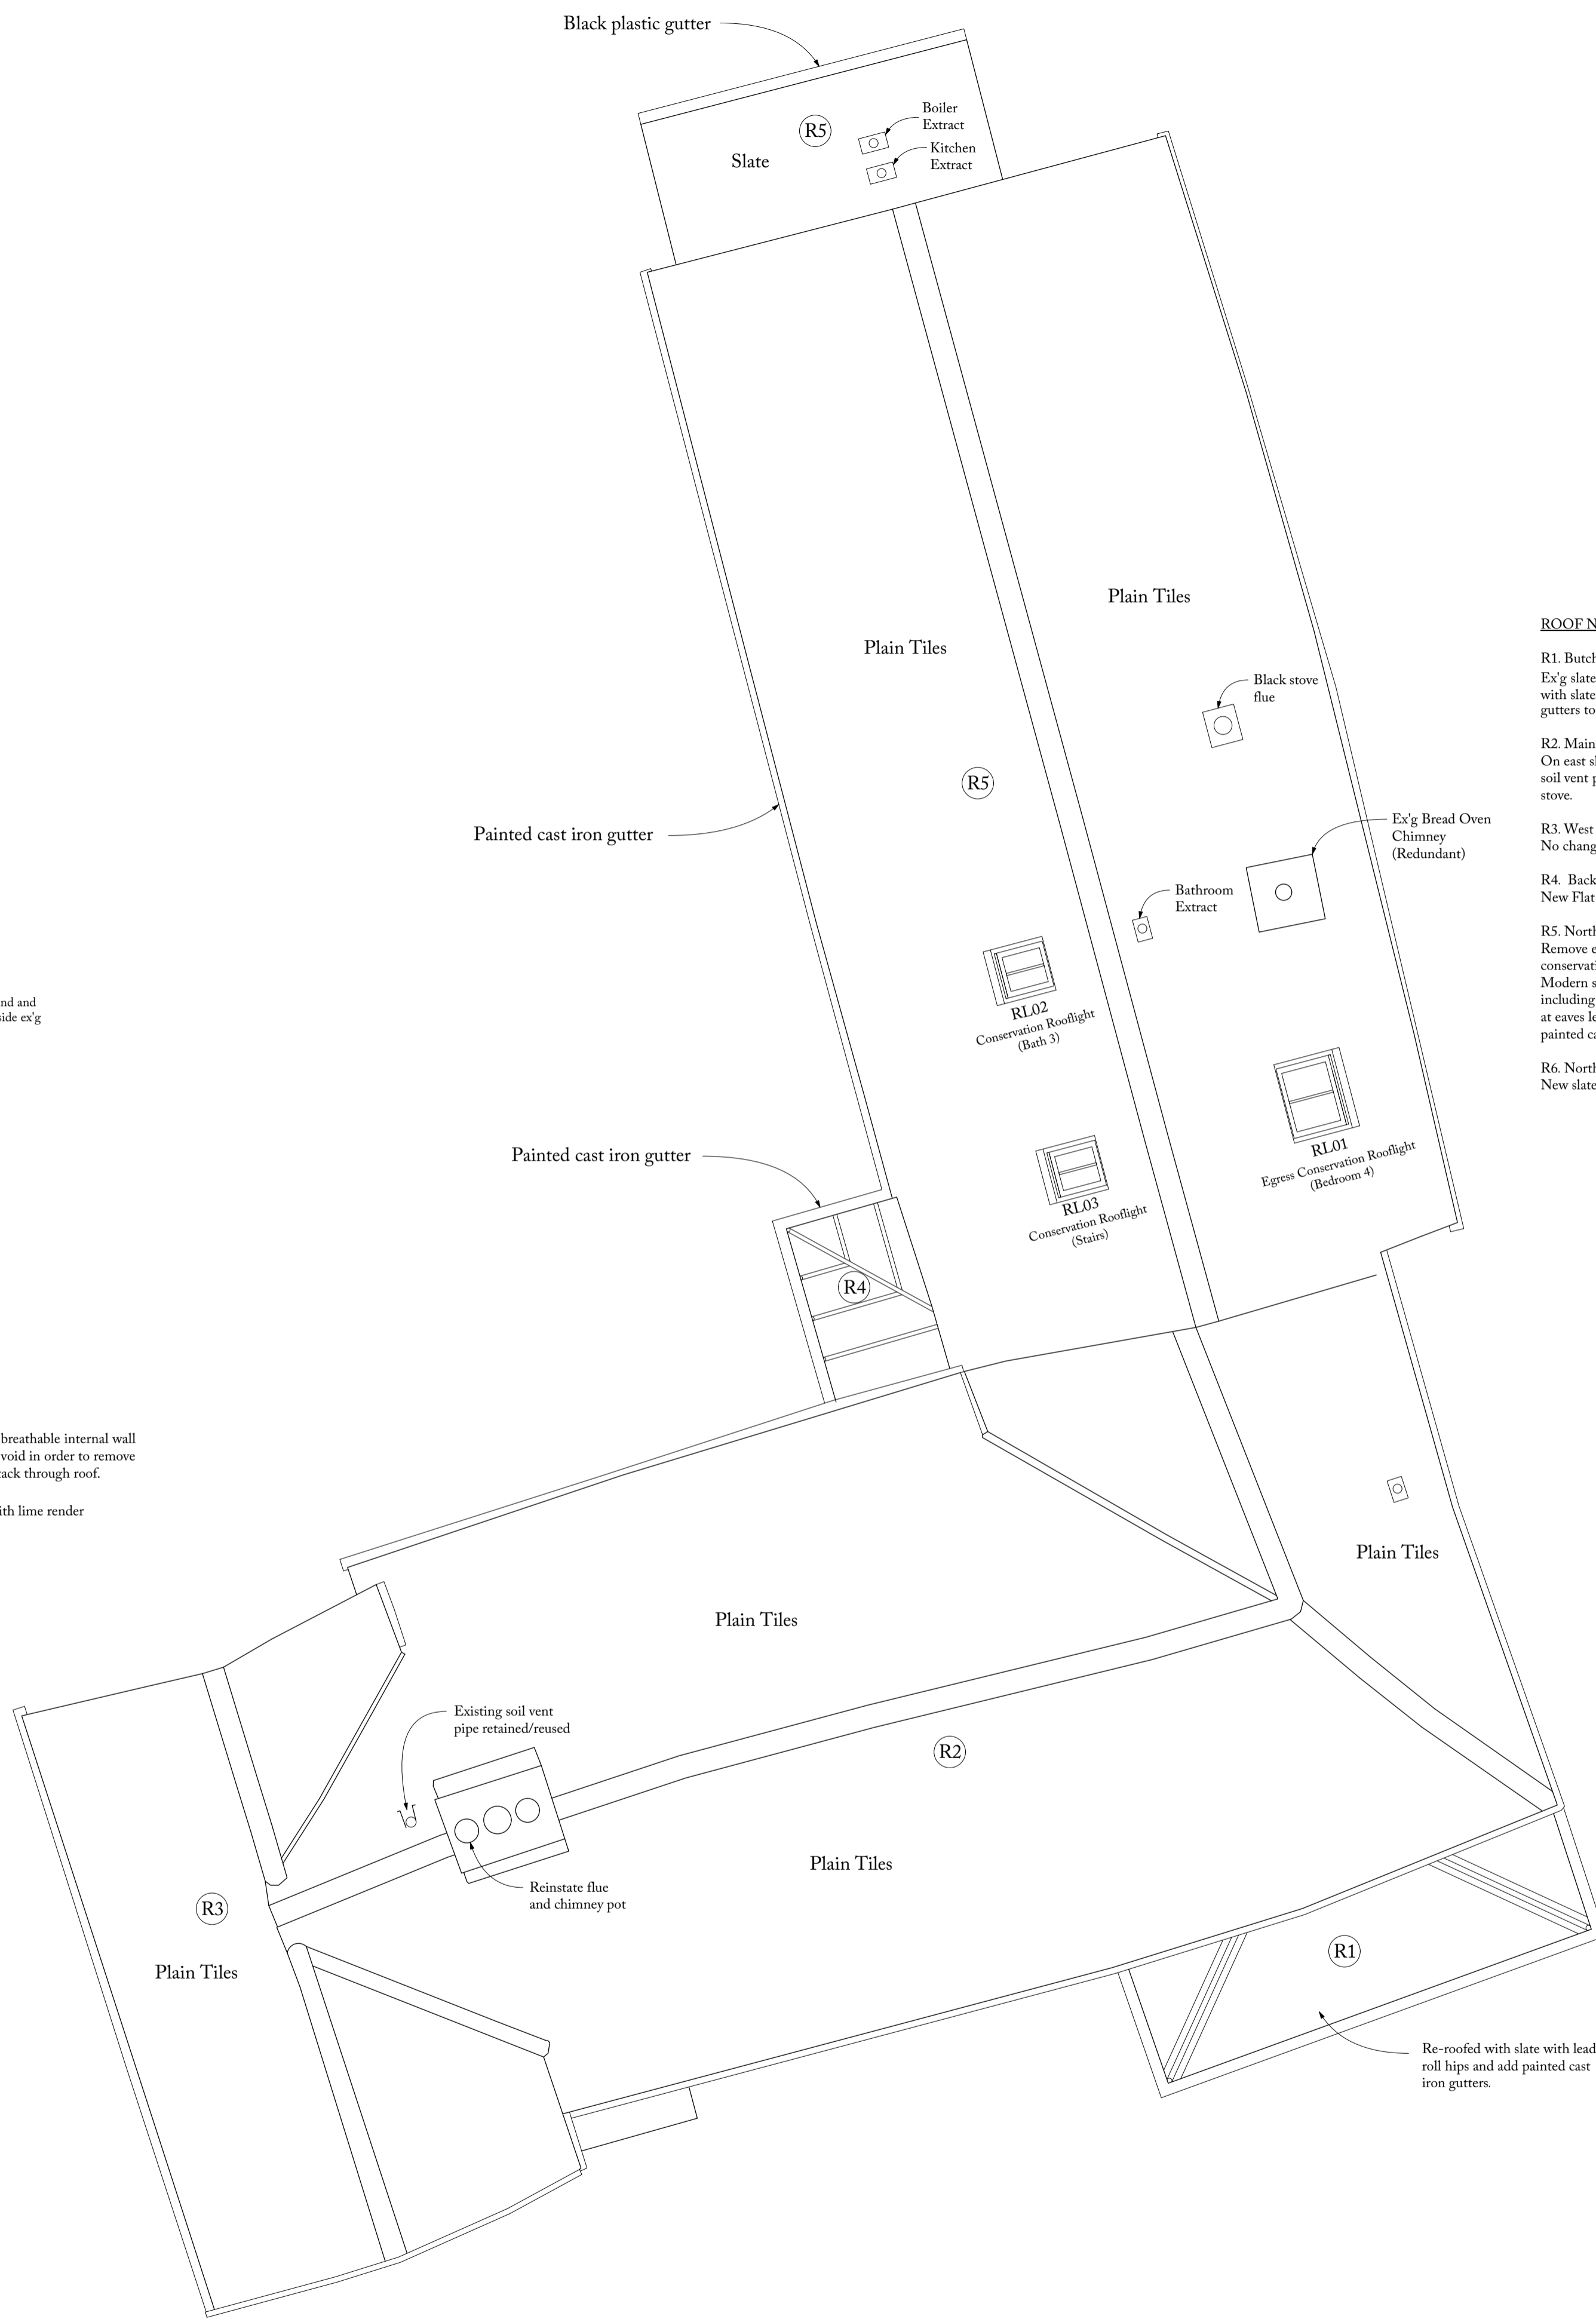 Black plastic gutter
R5
Boiler
Extract
Slate
Kitchen
Extract
Plain Tiles
Plain Tiles
Black stove
flue
R5
Painted cast iron gutter
Ex'g Bread Oven
Chimney
(Redundant)
Bathroom
Extract
RL02
Conservation Rooflight
(Bath 3)
RL01
Egress Conservation Rooflight
(Bedroom 4)
Painted cast iron gutter
RL03
Conservation Rooflight
(Stairs)
R4
Plain Tiles
Plain Tiles
Existing soil vent
pipe retained/reused
R2
Plain Tiles
Reinstate flue
and chimney pot
R3
Plain Tiles
R1
Re-roofed with slate with lead
roll hips and add painted cast
iron gutters.
nd and
side ex'g
breathable internal wall
void in order to remove
tack through roof.
ith lime render
ROOF N
R1. Butch
Ex'g slate
with slate
gutters to
R2. Main
On east sl
soil vent p
stove.
R3. West
No chang
R4. Back
New Flat
R5. North
Remove e
conservati
Modern s
including
at eaves le
painted ca
R6. North
New slate